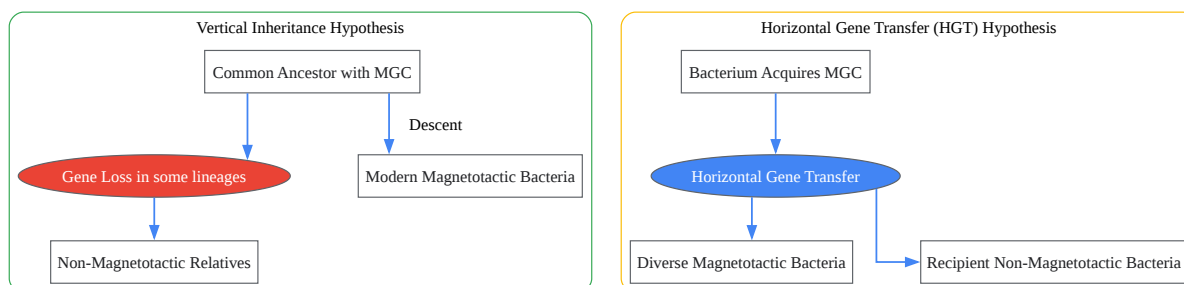 Vertical Inheritance Hypothesis
Common Ancestor with MGC
Descent
Gene Loss in some lineages
Modern Magnetotactic Bacteria
Non-Magnetotactic Relatives
Horizontal Gene Transfer (HGT) Hypothesis
Bacterium Acquires MGC
Horizontal Gene Transfer
Diverse Magnetotactic Bacteria
Recipient Non-Magnetotactic Bacteria